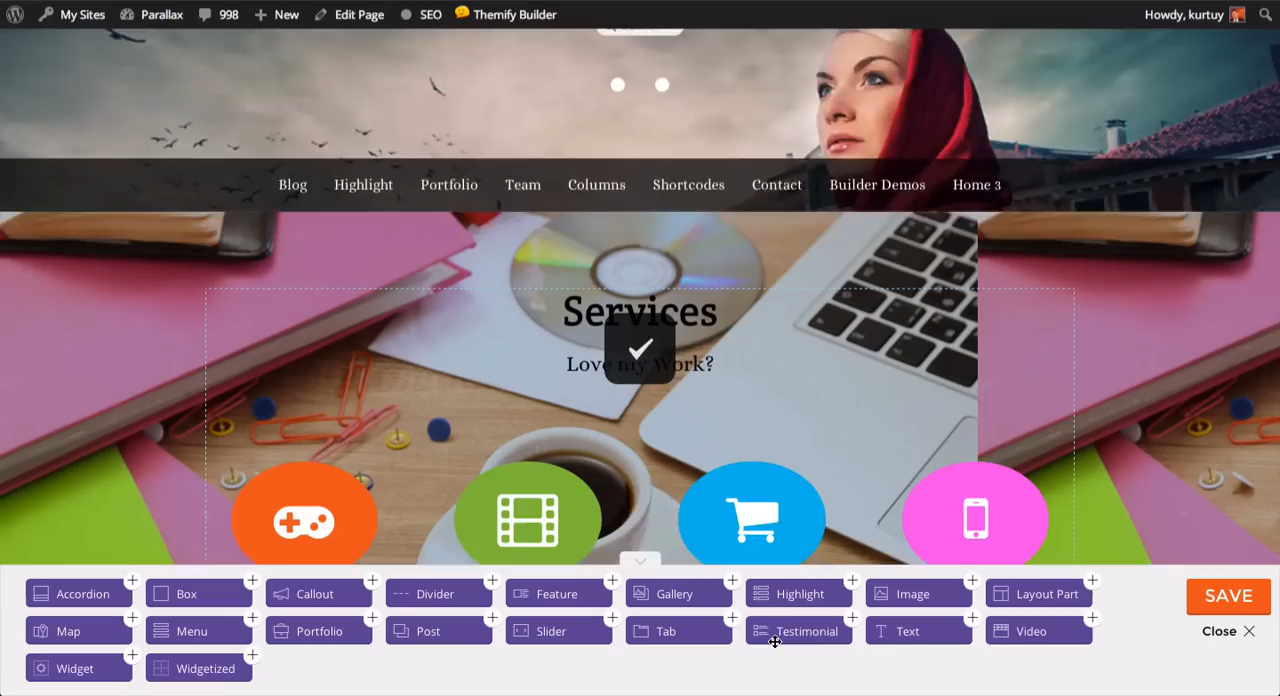 My Sites Parallax 998 New Edit Page SEO Themify Builder Howdy, kurtuy
Blog Highlight Portfolio Team Columns Shortcodes Contact Builder Demos Home 3
Services
Love my Work?
Accordion Box Callout Divider Feature Gallery Highlight Image Layout Part SAVE
Map Menu Portfolio Post Slider Tab Testimonial Text Video Close
Widget Widgetized